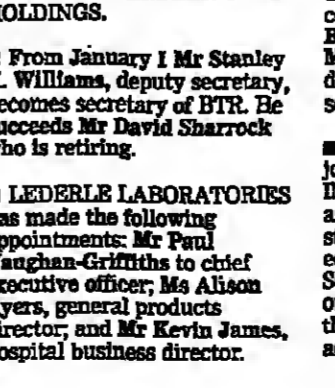 HOLDINGS.
From January 1 Mr Stanley
Williams, deputy secretary,
becomes secretary of BTR. He
succeeds Mr David Sharrock
who is retiring.
LEDERLE LABORATORIES
has made the following
appointments: Mr Paul
Vaughan-Griffiths to chief
executive officer; Ms Alison
yers, general products
director; and Mr Kevin James,
hospital business director.